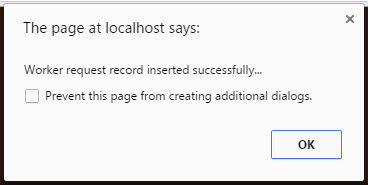 The page at localhost says:
Worker request record inserted successfully...
Prevent this page from creating additional dialogs.
OK